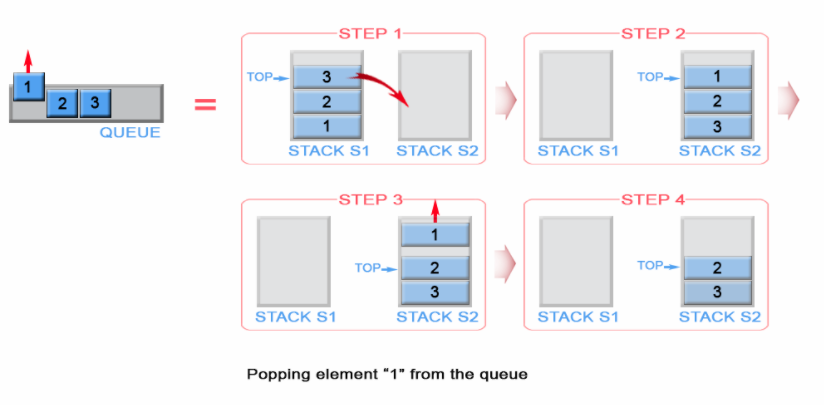 STEP 1
STEP 2
1
2 3
QUEUE
=
TOP
3
2
1
STACK S1
STACK S2
TOP
1
2
3
STACK S1
STACK S2
STEP 3
STEP 4
1
TOP
2
3
STACK S1
STACK S2
TOP
2
3
STACK S1
STACK S2
Popping element “1” from the queue